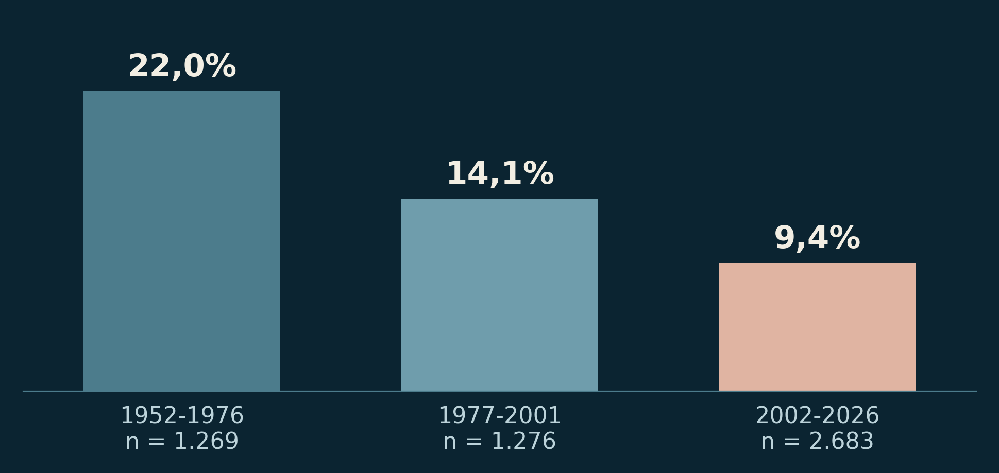 22,0%
14,1%
9,4%
1952-1976
n = 1.269
1977-2001
n = 1.276
2002-2026
n = 2.683